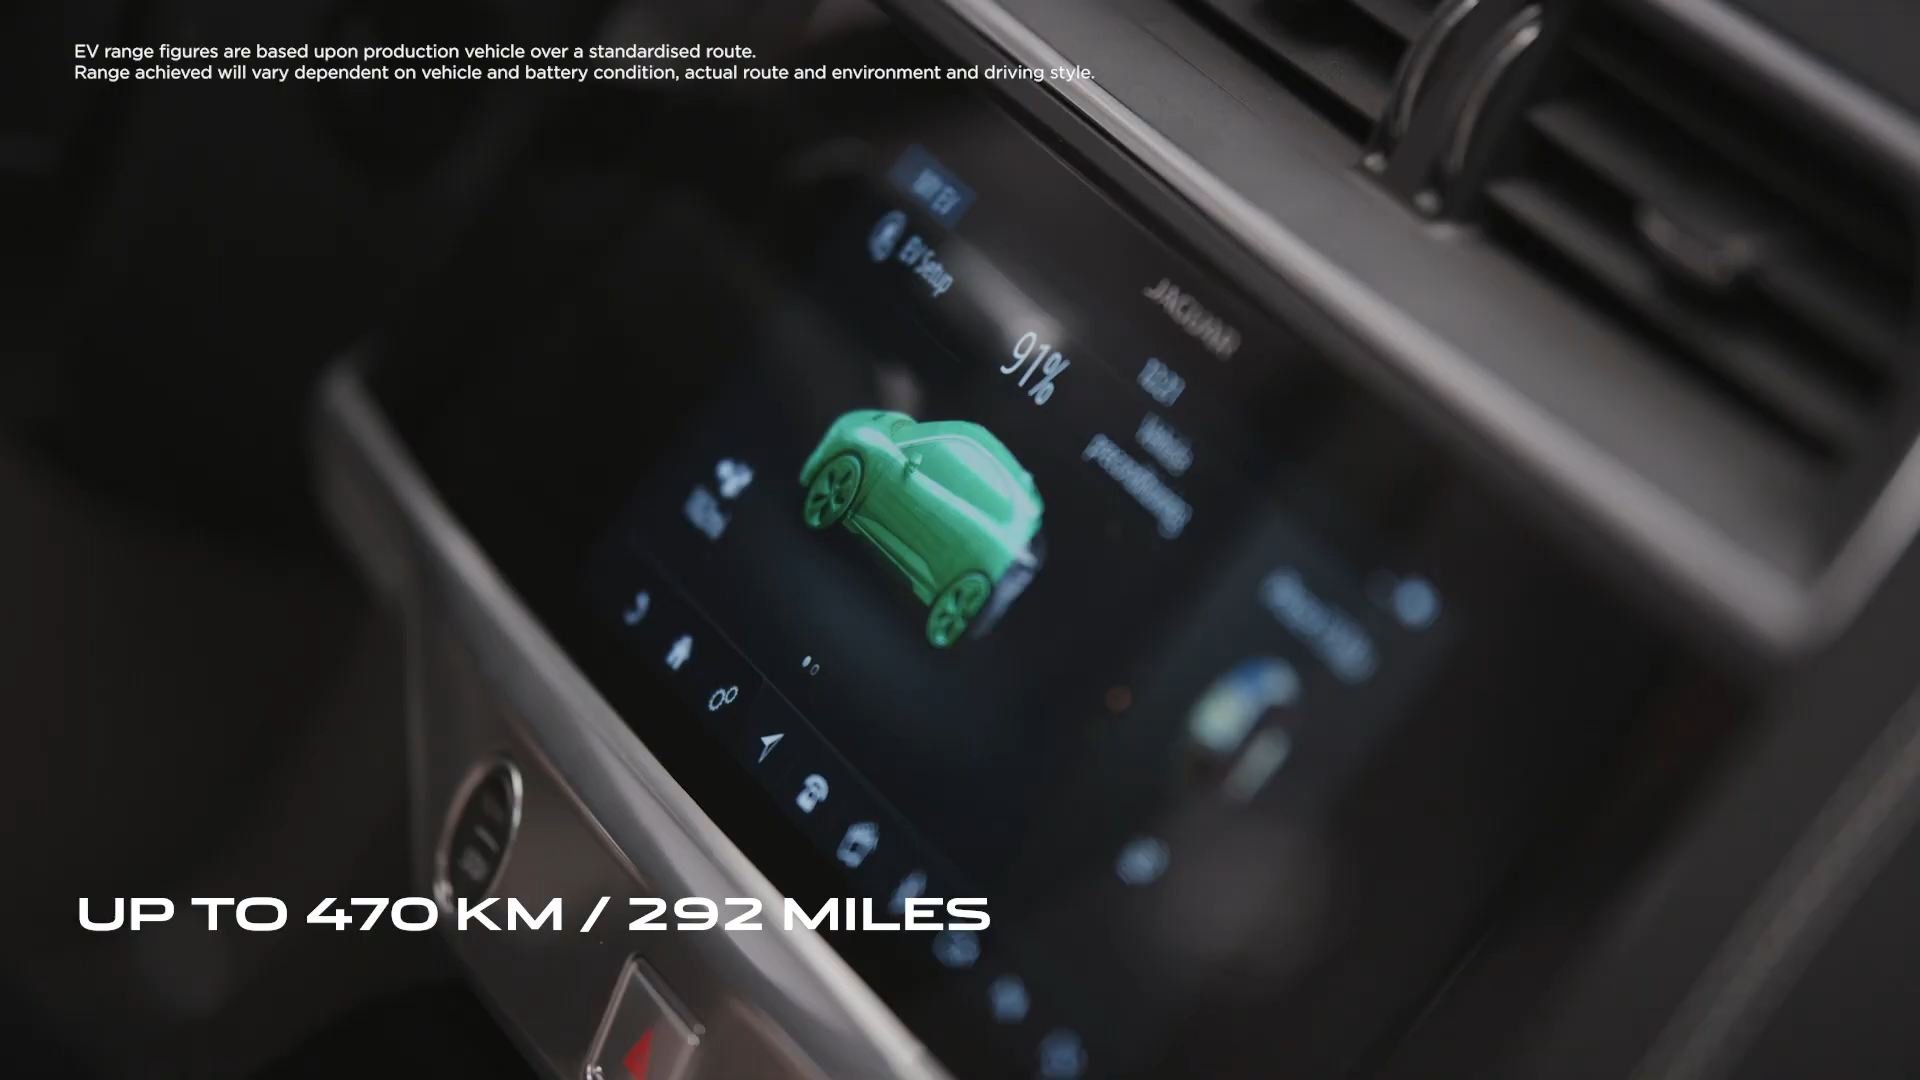 EV range figures are based upon production vehicle over a standardised route.
Range achieved will vary dependent on vehicle and battery condition, actual route and environment and driving style.
EV Setup
JAGUAR
91%
UP TO 470 KM / 292 MILES